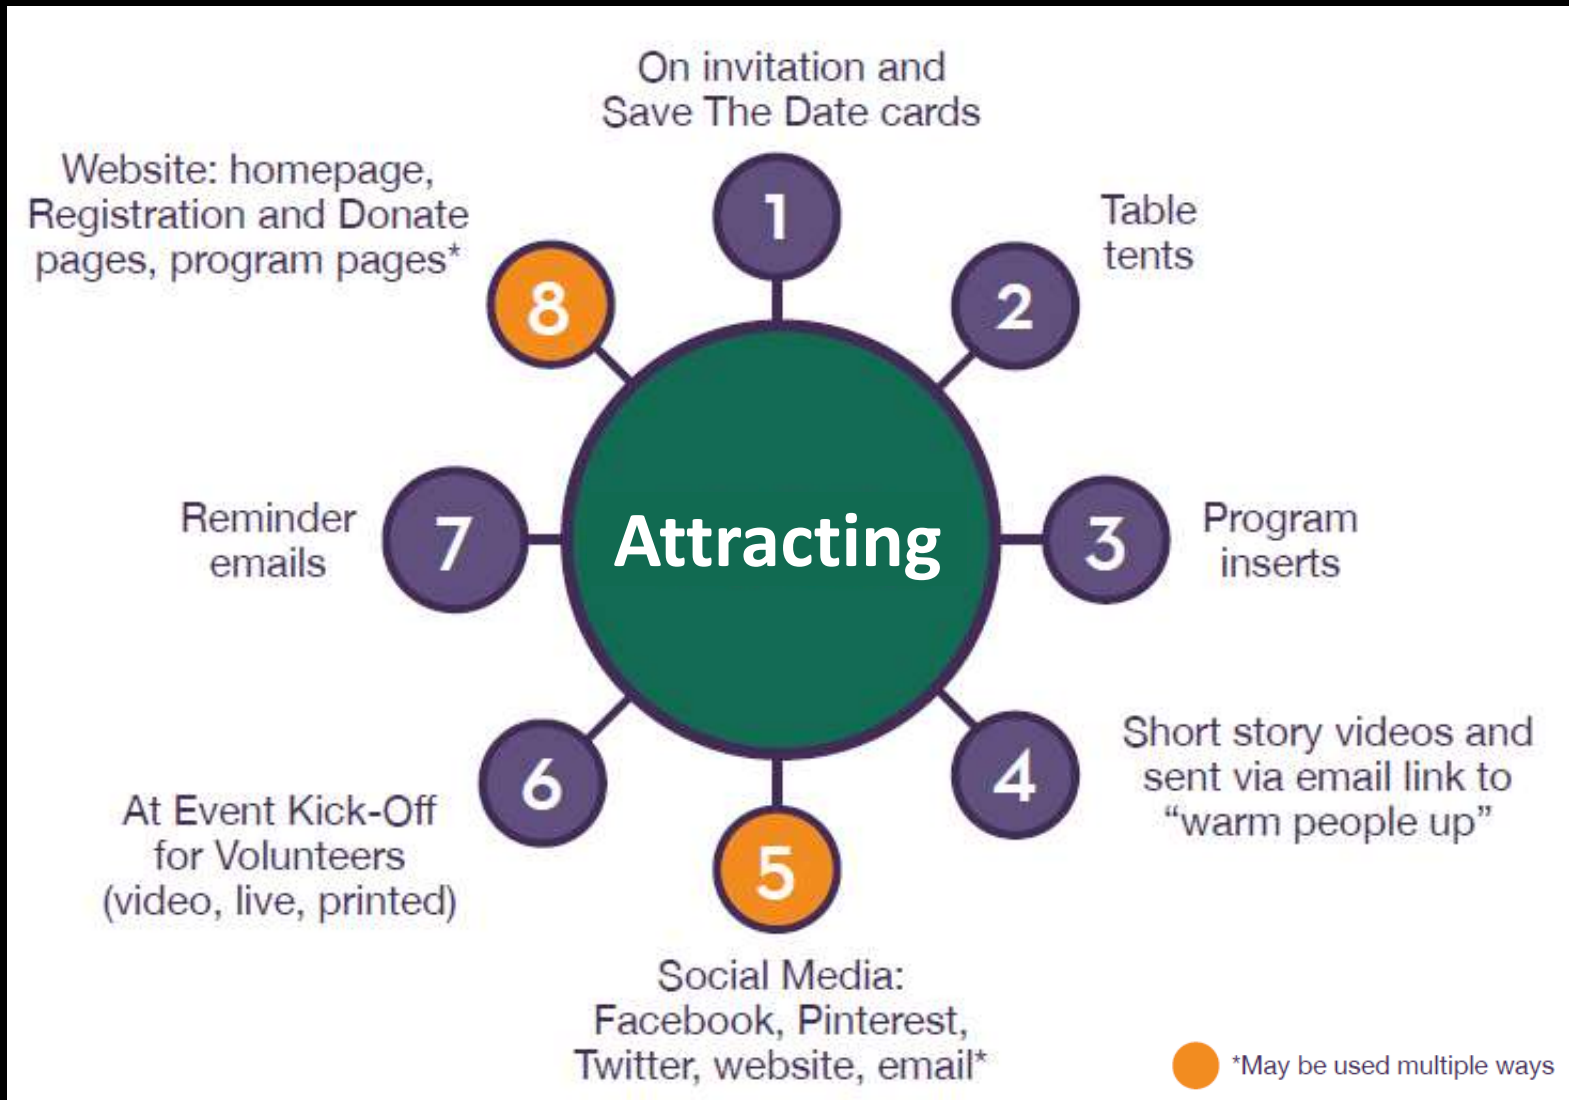 On invitation and
Save The Date cards
1
Table
tents
2
Program
inserts
3
Short story videos and
sent via email link to
“warm people up”
4
Social Media:
Facebook, Pinterest,
Twitter, website, email*
5
At Event Kick-Off
for Volunteers
(video, live, printed)
6
Reminder
emails
7
Website: homepage,
Registration and Donate
pages, program pages*
8
Attracting
*May be used multiple ways